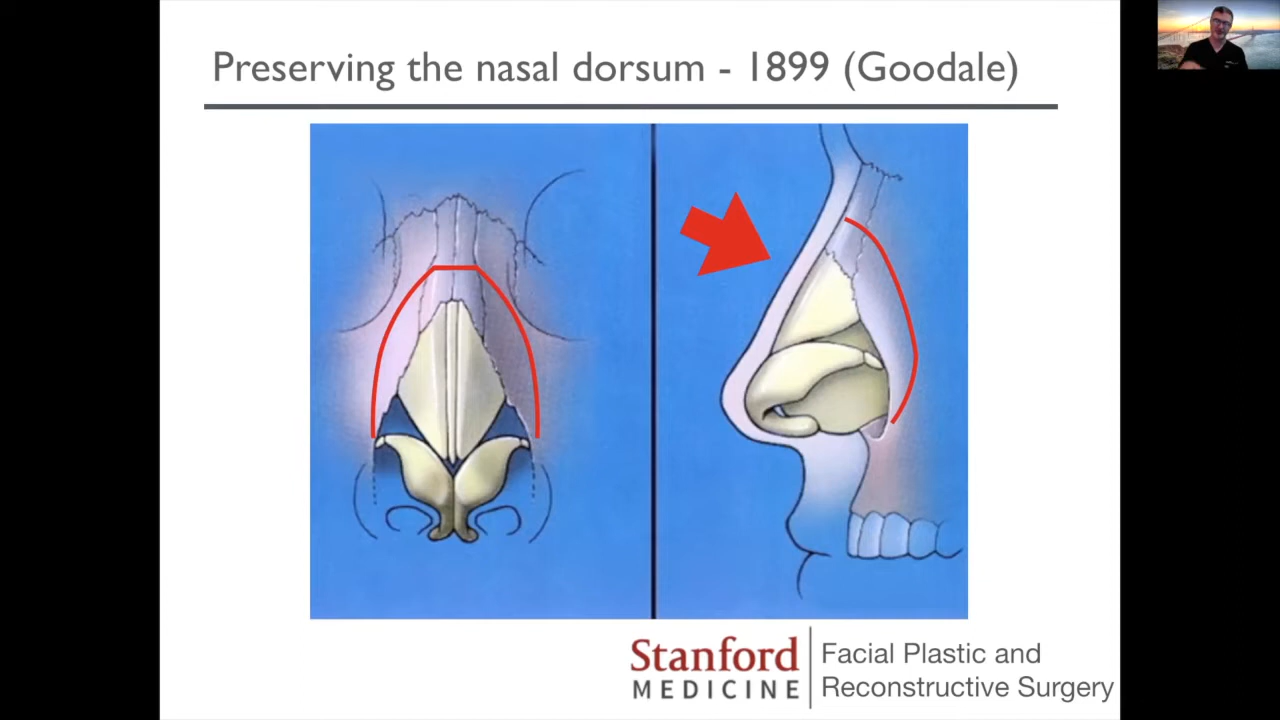 Preserving the nasal dorsum - 1899 (Goodale)
Stanford
MEDICINE
Facial Plastic and
Reconstructive Surgery